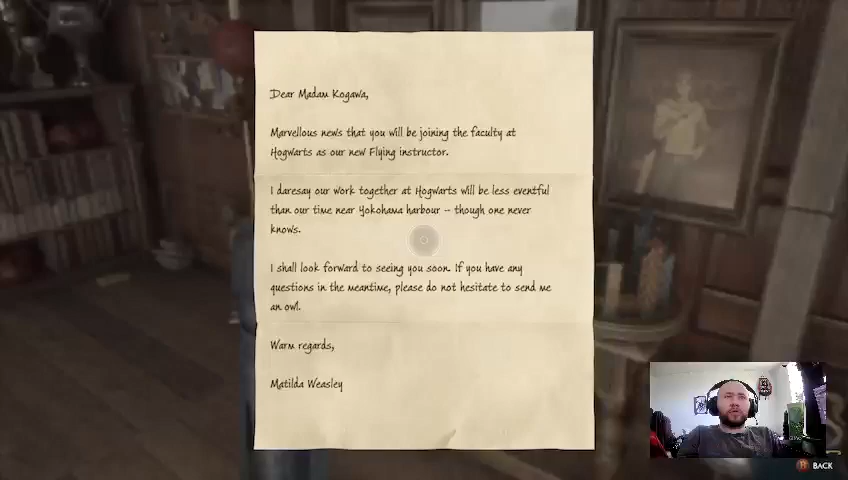 Dear Madam Kogawa,
Marvellous news that you will be joining the faculty at
Hogwarts as our new Flying instructor.
I daresay our work together at Hogwarts will be less eventful
than our time near Yokohama harbour -- though one never
knows.
I shall look forward to seeing you soon. If you have any
questions in the meantime, please do not hesitate to send me
an owl.
Warm regards,
Matilda Weasley
B BACK